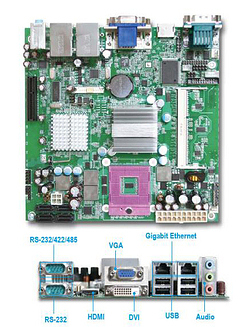 Gigabit Ethernet
RS-232/422/485
VGA
RS-232
HDMI
DVI
USB
Audio